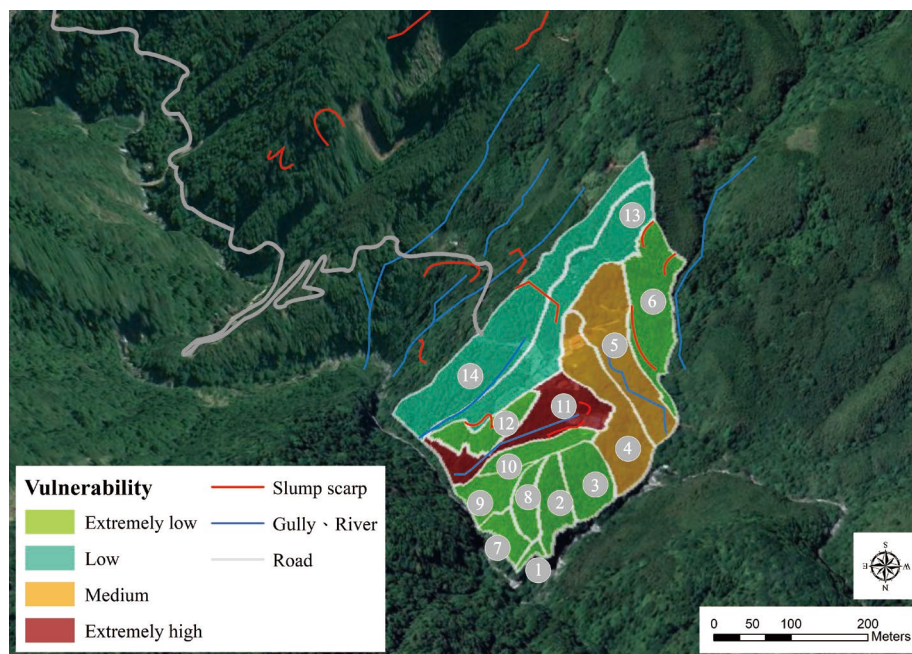 13
6
5
14
11
12
4
10
3
8
2
9
7
1
Vulnerability
Extremely low
Low
Medium
Extremely high
Slump scarp
Gully、River
Road
S
E W
N
0 50 100 200
Meters